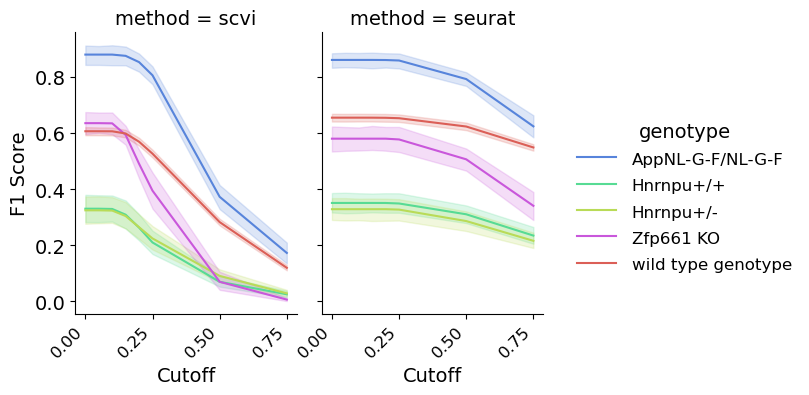 method = scvi
method = seurat
F1 Score
0.8
0.6
0.4
0.2
0.0
0.00
0.25
0.50
0.75
0.00
0.25
0.50
0.75
Cutoff
Cutoff
genotype
AppNL-G-F/NL-G-F
Hnrnpu+/+
Hnrnpu+/-
Zfp661 KO
wild type genotype